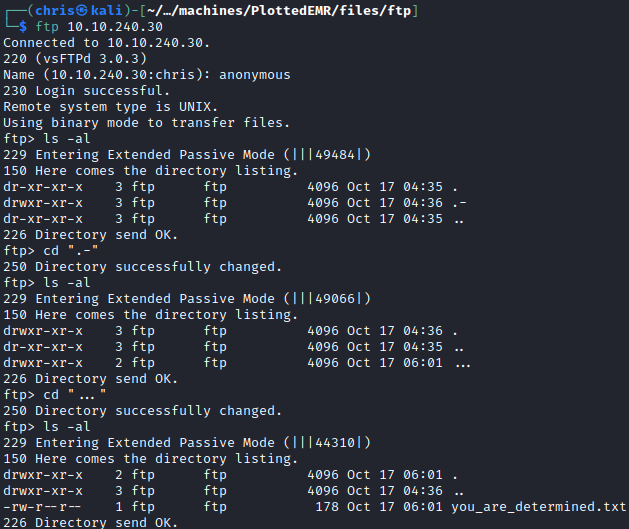 ┌──(chris㉿kali)-[~/…/machines/PlottedEMR/files/ftp]
└─$ ftp 10.10.240.30
Connected to 10.10.240.30.
220 (vsFTPd 3.0.3)
Name (10.10.240.30:chris): anonymous
230 Login successful.
Remote system type is UNIX.
Using binary mode to transfer files.
ftp> ls -al
229 Entering Extended Passive Mode (|||49484|)
150 Here comes the directory listing.
dr-xr-xr-x    3 ftp      ftp          4096 Oct 17 04:35 .
drwxr-xr-x    3 ftp      ftp          4096 Oct 17 04:36 .-
dr-xr-xr-x    3 ftp      ftp          4096 Oct 17 04:35 ..
226 Directory send OK.
ftp> cd ".-"
250 Directory successfully changed.
ftp> ls -al
229 Entering Extended Passive Mode (|||49066|)
150 Here comes the directory listing.
drwxr-xr-x    3 ftp      ftp          4096 Oct 17 04:36 .
dr-xr-xr-x    3 ftp      ftp          4096 Oct 17 04:35 ..
drwxr-xr-x    2 ftp      ftp          4096 Oct 17 06:01 ...
226 Directory send OK.
ftp> cd "..."
250 Directory successfully changed.
ftp> ls -al
229 Entering Extended Passive Mode (|||44310|)
150 Here comes the directory listing.
drwxr-xr-x    2 ftp      ftp          4096 Oct 17 06:01 .
drwxr-xr-x    3 ftp      ftp          4096 Oct 17 04:36 ..
-rw-r--r--    1 ftp      ftp           178 Oct 17 06:01 you_are_determined.txt
226 Directory send OK.